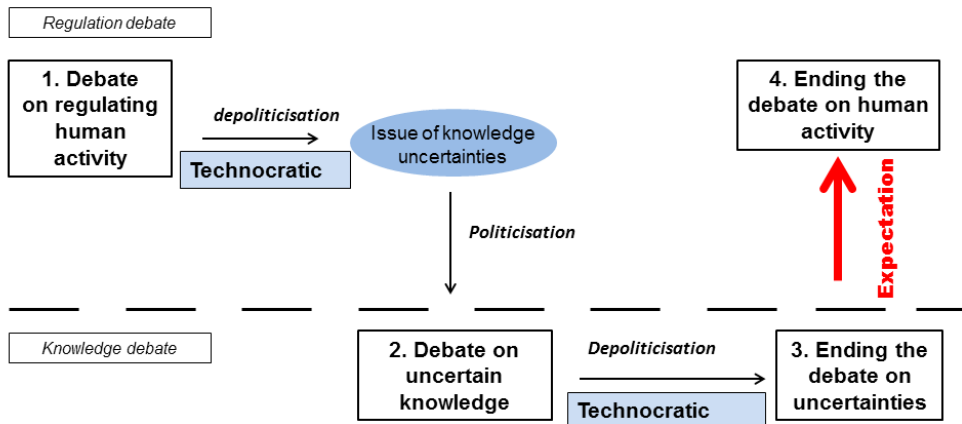 Regulation debate
1. Debate
on regulating
human
activity
depoliticisation
Technocratic
Issue of knowledge
uncertainties
4. Ending the
debate on human
activity
Politicisation
Expectation
Knowledge debate
2. Debate on
uncertain
knowledge
Depoliticisation
Technocratic
3. Ending the
debate on
uncertainties